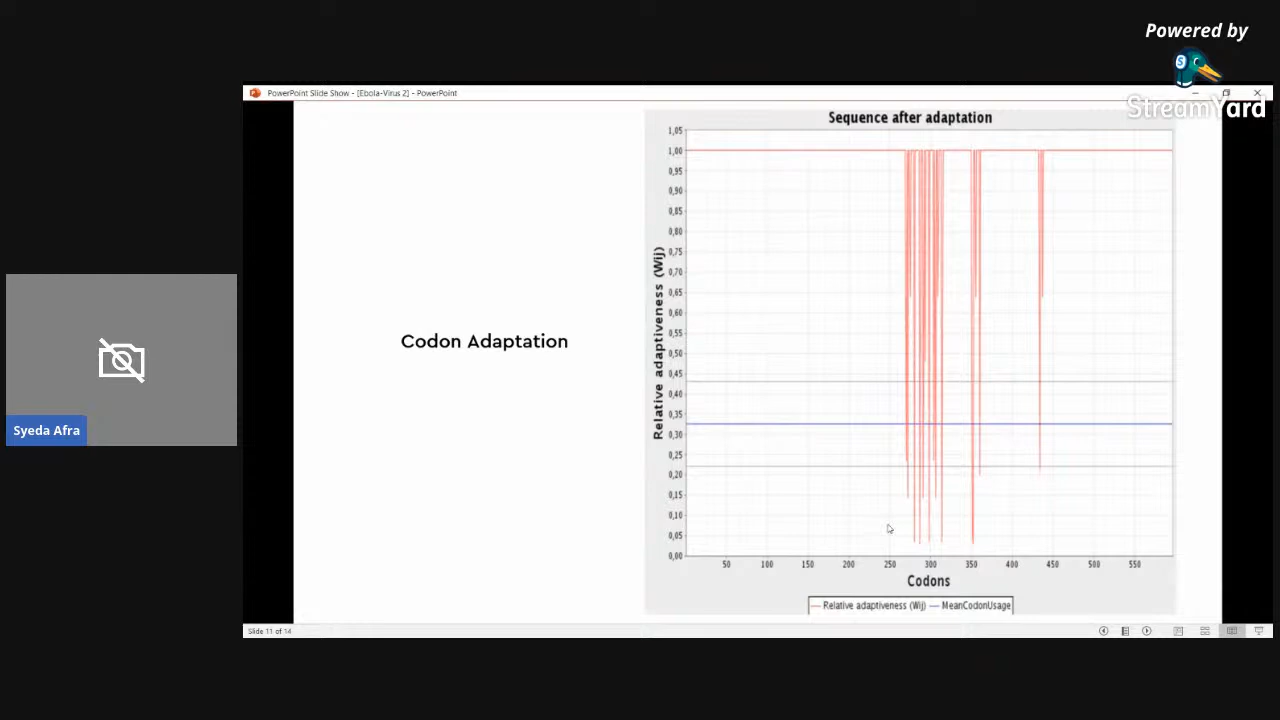 Powered by
StreamYard
PowerPoint Slide Show - [Ebola-Virus 2] - PowerPoint
Sequence after adaptation
Codon Adaptation
Relative adaptiveness (Wij)
1,05
1,00
0,95
0,90
0,85
0,80
0,75
0,70
0,65
0,60
0,55
0,50
0,45
0,40
0,35
0,30
0,25
0,20
0,15
0,10
0,05
0,00
50 100 150 200 250 300 350 400 450 500 550
Codons
Relative adaptiveness (Wij) MeanCodonUsage
Syeda Afra
Slide 11 of 14